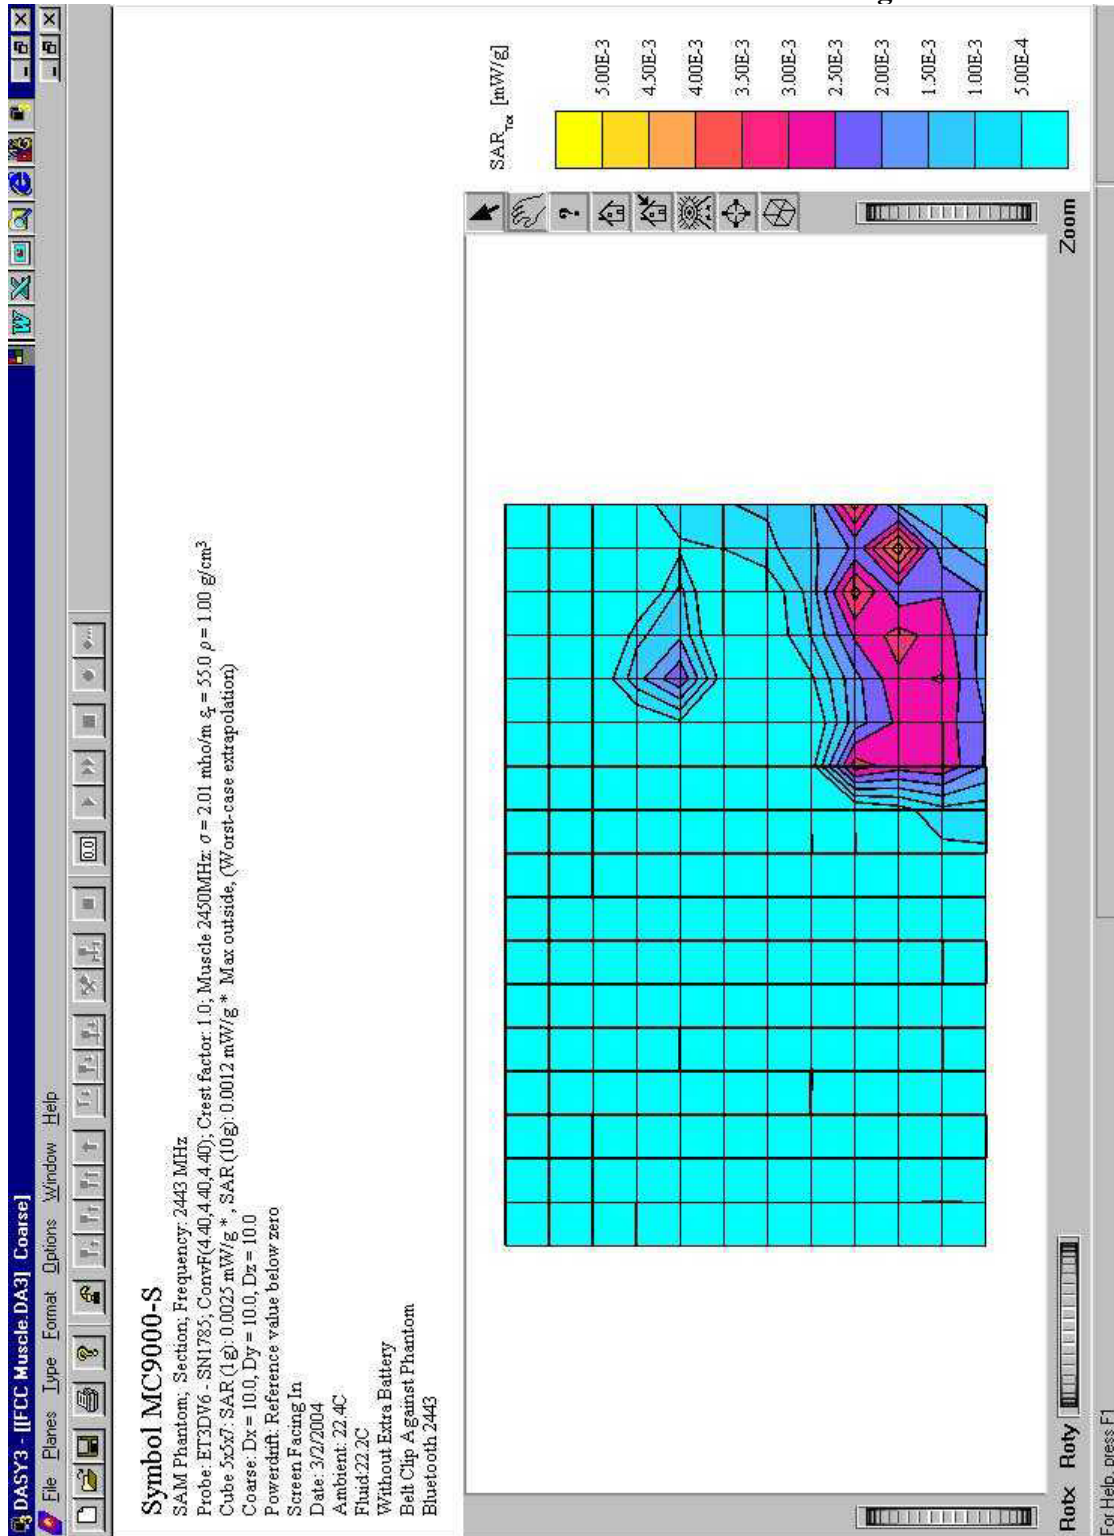 DASY3 - [[FCC Muscle.DA3] Coarse]
File Planes Type Format Options Window Help
Symbol MC9000-S
SAM Phantom; Section; Frequency: 2443 MHz
Probe: ET3DV6 - SN1785; ConvF(4.40,4.40,4.40); Crest factor: 1.0; Muscle 2450MHz: σ = 2.01 mho/m εr = 55.0 ρ = 1.00 g/cm³
Cube 5x5x7: SAR (1g): 0.0025 mW/g * , SAR (10g): 0.0012 mW/g * Max outside, (Worst-case extrapolation)
Coarse: Dx = 10.0, Dy = 10.0, Dz = 10.0
Powerdrift: Reference value below zero
Screen Facing In
Date: 3/2/2004
Ambient: 22.4C
Fluid:22.2C
Without Extra Battery
Belt Clip Against Phantom
Bluetooth 2443
SAR Tot [mW/g]
5.00E-3
4.50E-3
4.00E-3
3.50E-3
3.00E-3
2.50E-3
2.00E-3
1.50E-3
1.00E-3
5.00E-4
Rotx Roty Zoom
For Help, press F1